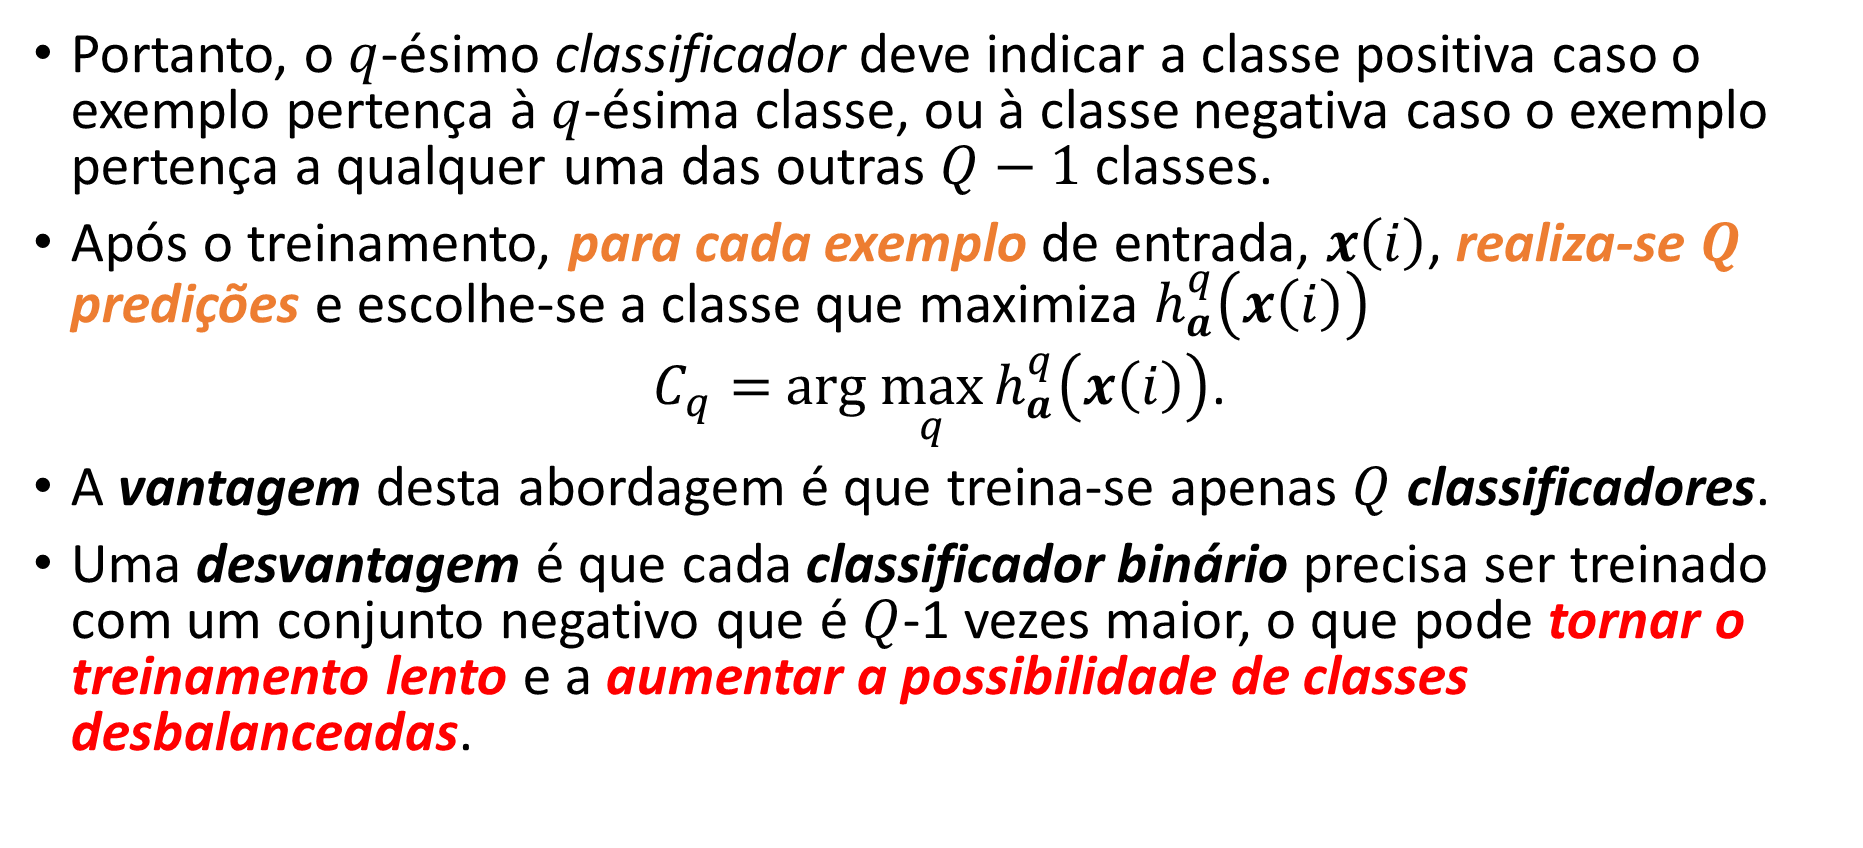 • Portanto, o q-ésimo classificador deve indicar a classe positiva caso o
exemplo pertença à q-ésima classe, ou à classe negativa caso o exemplo
pertença a qualquer uma das outras Q − 1 classes.
• Após o treinamento, para cada exemplo de entrada, x(i), realiza-se Q
predições e escolhe-se a classe que maximiza h_a^q(x(i))
C_q = arg max_q h_a^q(x(i)).
• A vantagem desta abordagem é que treina-se apenas Q classificadores.
• Uma desvantagem é que cada classificador binário precisa ser treinado
com um conjunto negativo que é Q-1 vezes maior, o que pode tornar o
treinamento lento e a aumentar a possibilidade de classes
desbalanceadas.